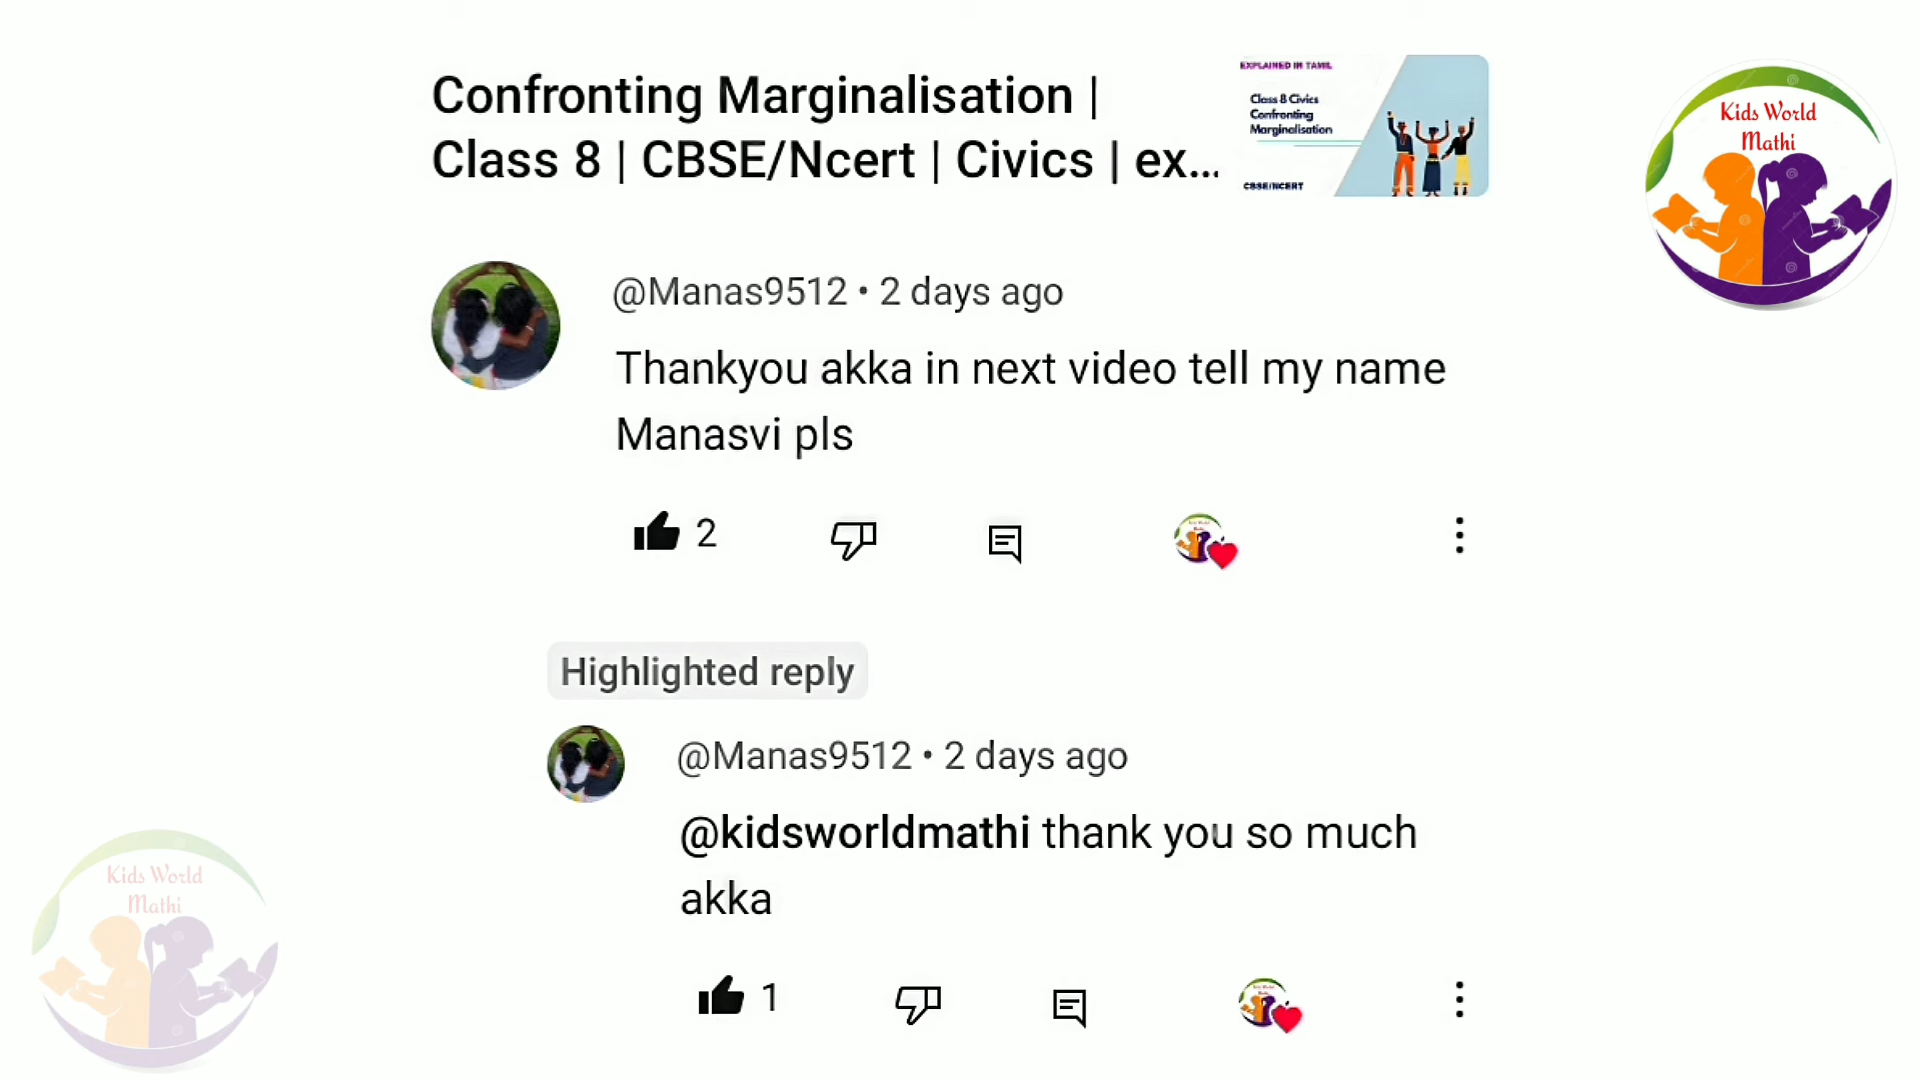 Confronting Marginalisation |
Class 8 | CBSE/Ncert | Civics | ex...
EXPLAINED IN TAMIL
Class 8 Civics
Confronting
Marginalisation
CBSE/NCERT
Kids World
Mathi
@Manas9512 • 2 days ago
Thankyou akka in next video tell my name
Manasvi pls
2
Highlighted reply
@Manas9512 • 2 days ago
@kidsworldmathi thank you so much
akka
1
Kids World
Mathi